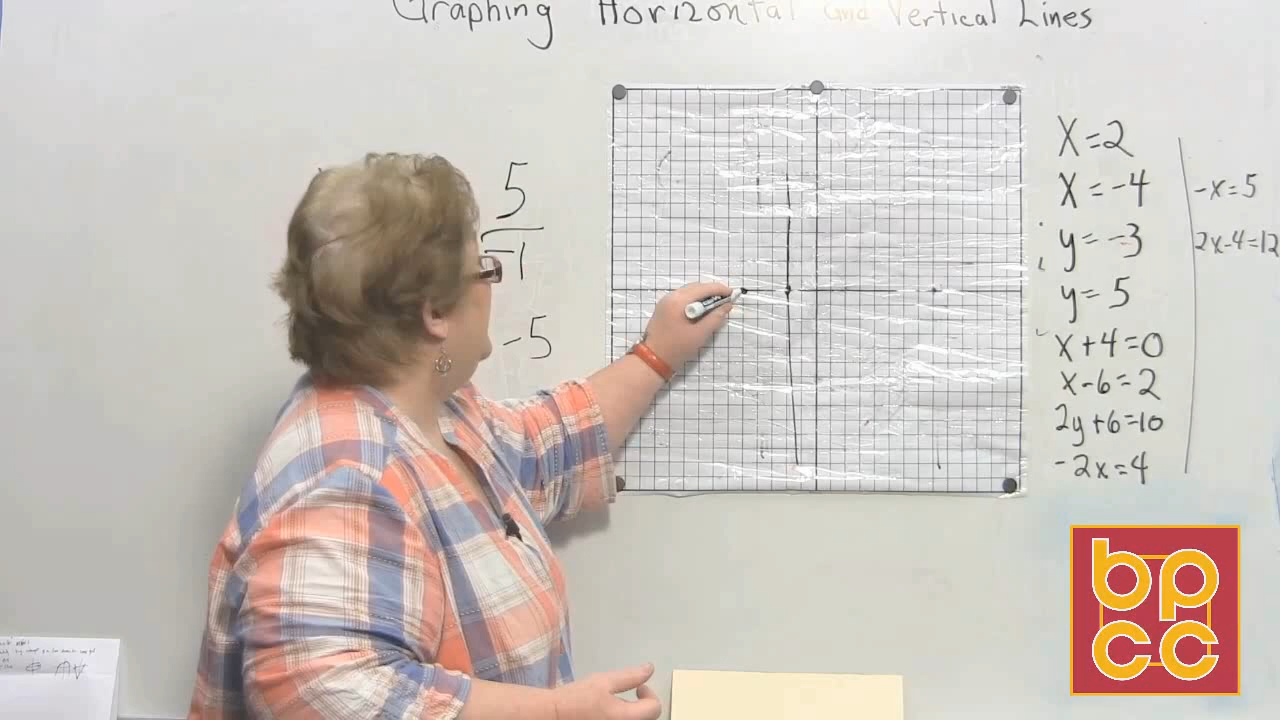 Graphing Horizontal and Vertical Lines
5
-1
-5
x=2
x=-4
y=-3
y=5
x+4=0
x-6=2
2y+6=10
-2x=4
-x=5
2x-4=12
bp
cc